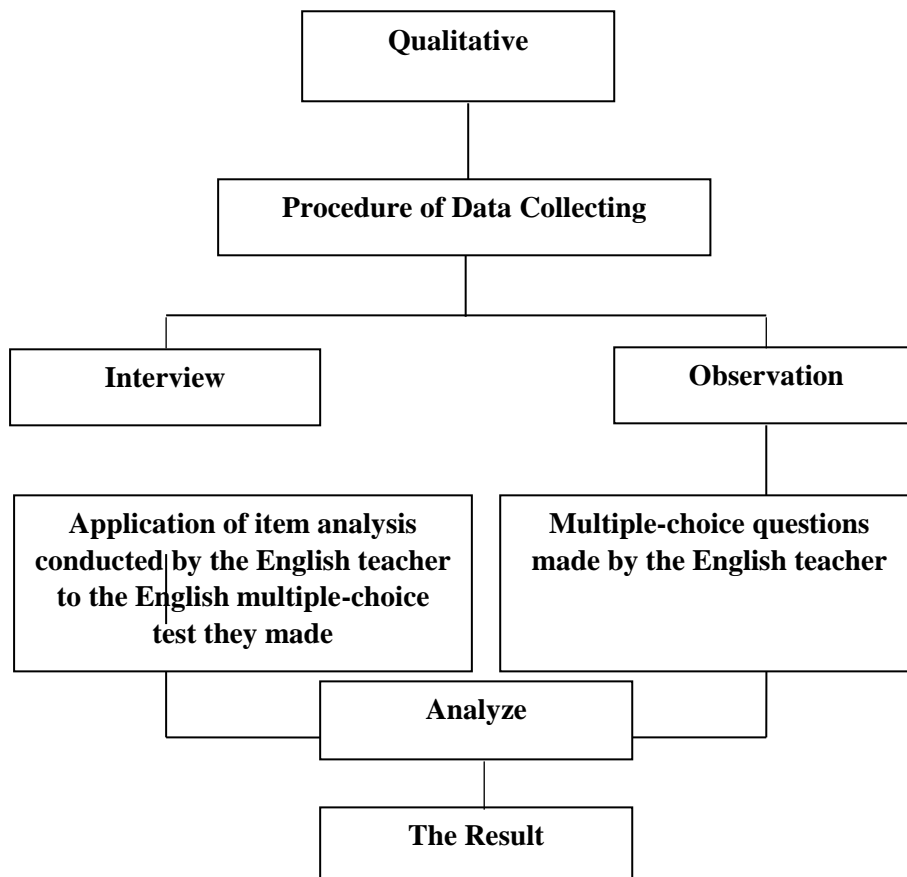 Qualitative
Procedure of Data Collecting
Interview
Observation
Application of item analysis
conducted by the English teacher
to the English multiple-choice
test they made
Multiple-choice questions
made by the English teacher
Analyze
The Result